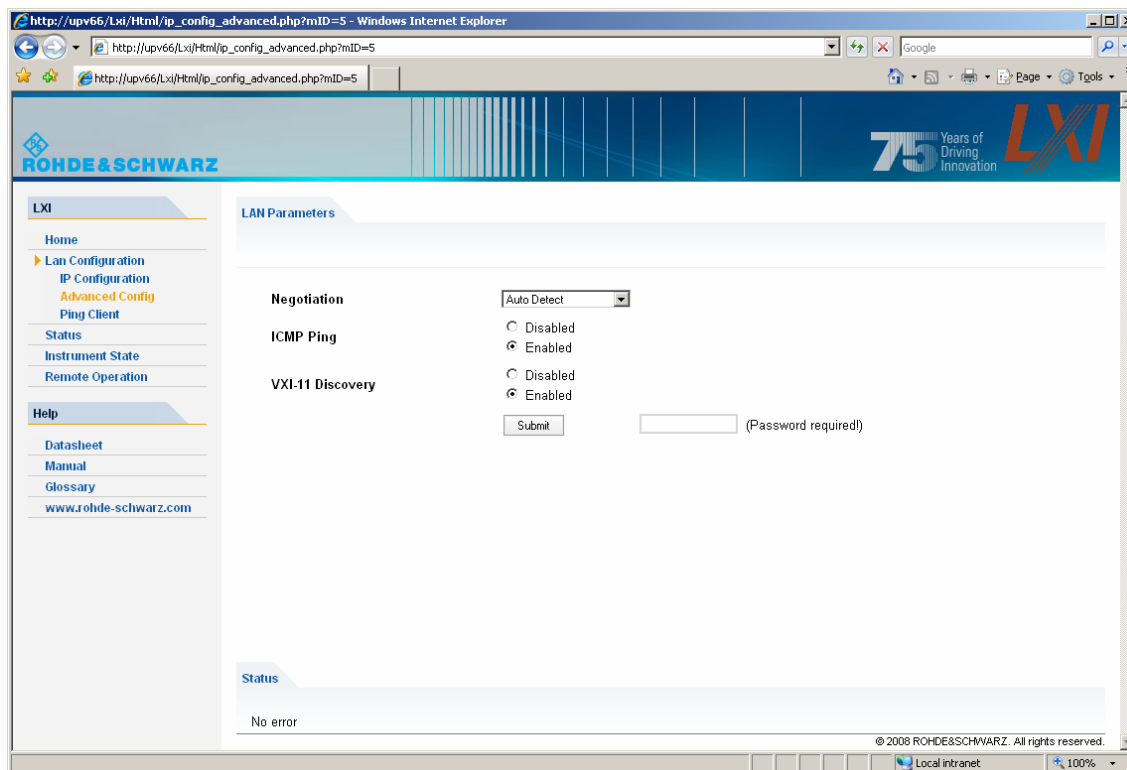 http://upv66/Lxi/Html/ip_config_advanced.php?mID=5 - Windows Internet Explorer
http://upv66/Lxi/Html/ip_config_advanced.php?mID=5
Google
http://upv66/Lxi/Html/ip_config_advanced.php?mID=5
Page
Tools
ROHDE&SCHWARZ
75 Years of
Driving
Innovation
LXI
LXI
Home
Lan Configuration
IP Configuration
Advanced Config
Ping Client
Status
Instrument State
Remote Operation
Help
Datasheet
Manual
Glossary
www.rohde-schwarz.com
LAN Parameters
Negotiation
Auto Detect
ICMP Ping
Disabled
Enabled
VXI-11 Discovery
Disabled
Enabled
Submit
(Password required!)
Status
No error
© 2008 ROHDE&SCHWARZ. All rights reserved.
Local intranet
100%